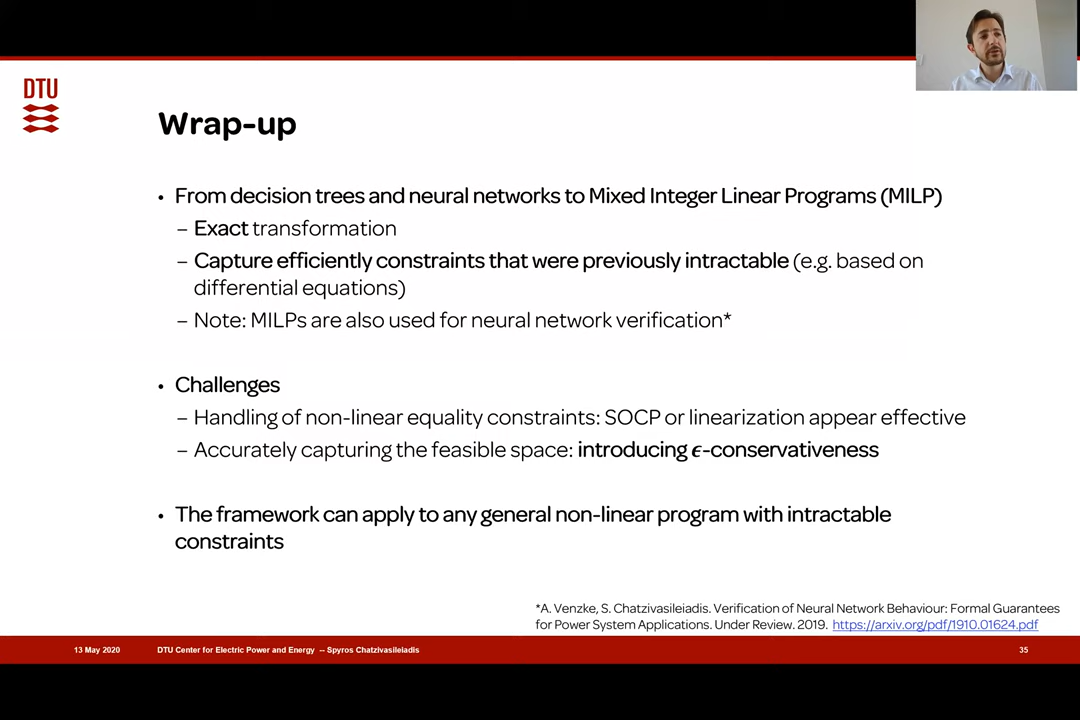 DTU
Wrap-up
• From decision trees and neural networks to Mixed Integer Linear Programs (MILP)
– Exact transformation
– Capture efficiently constraints that were previously intractable (e.g. based on
differential equations)
– Note: MILPs are also used for neural network verification*
• Challenges
– Handling of non-linear equality constraints: SOCP or linearization appear effective
– Accurately capturing the feasible space: introducing ϵ-conservativeness
• The framework can apply to any general non-linear program with intractable
constraints
*A. Venzke, S. Chatzivasileiadis. Verification of Neural Network Behaviour: Formal Guarantees
for Power System Applications. Under Review. 2019. https://arxiv.org/pdf/1910.01624.pdf
13 May 2020 DTU Center for Electric Power and Energy -- Spyros Chatzivasileiadis 35